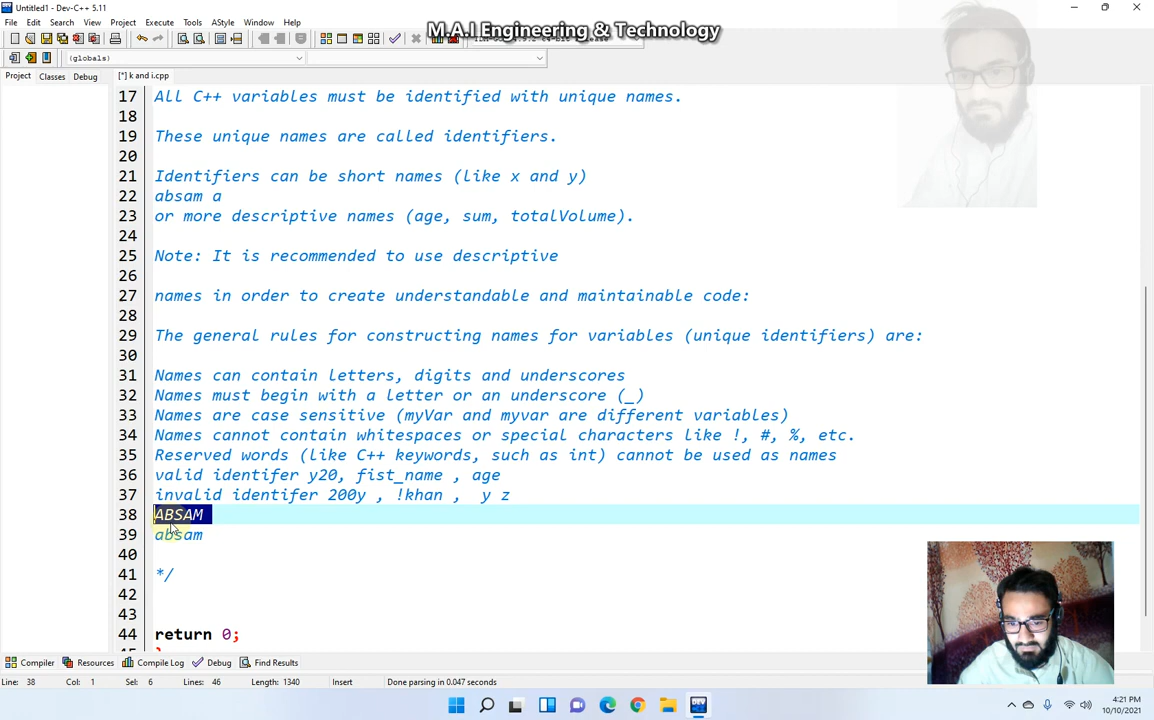 Untitled1 - Dev-C++ 5.11
File Edit Search View Project Execute Tools AStyle Window Help
M.A.I Engineering & Technology
(globals)
Project Classes Debug [*] k and i.cpp
17 All C++ variables must be identified with unique names.
18
19 These unique names are called identifiers.
20
21 Identifiers can be short names (like x and y)
22 absam a
23 or more descriptive names (age, sum, totalVolume).
24
25 Note: It is recommended to use descriptive
26
27 names in order to create understandable and maintainable code:
28
29 The general rules for constructing names for variables (unique identifiers) are:
30
31 Names can contain letters, digits and underscores
32 Names must begin with a letter or an underscore (_)
33 Names are case sensitive (myVar and myvar are different variables)
34 Names cannot contain whitespaces or special characters like !, #, %, etc.
35 Reserved words (like C++ keywords, such as int) cannot be used as names
36 valid identifer y20, fist_name , age
37 invalid identifer 200y , !khan , y z
38 ABSAM
39 absam
40
41 */
42
43
44 return 0;
Compiler Resources Compile Log Debug Find Results
Line: 38 Col: 1 Sel: 6 Lines: 46 Length: 1340 Insert Done parsing in 0.047 seconds
4:21 PM
10/10/2021